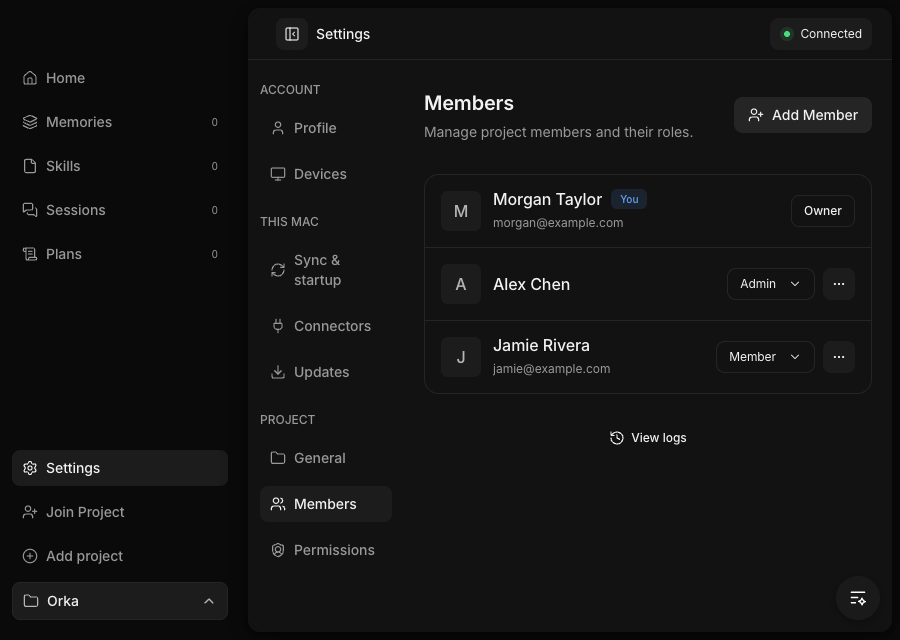 Home
Memories 0
Skills 0
Sessions 0
Plans 0
Settings
Join Project
Add project
Orka
Settings
Connected
ACCOUNT
Profile
Devices
THIS MAC
Sync &
startup
Connectors
Updates
PROJECT
General
Members
Permissions
Members
Manage project members and their roles.
Add Member
M
Morgan Taylor You
morgan@example.com
Owner
A
Alex Chen
Admin
J
Jamie Rivera
jamie@example.com
Member
View logs